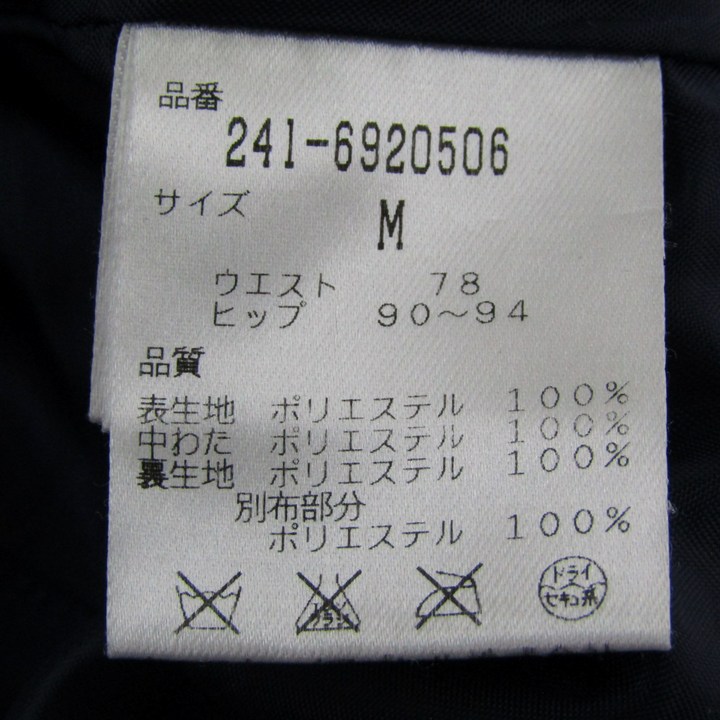 品番
241-6920506
サイズ
M
ウエスト 78
ヒップ 90～94
品質
表生地 ポリエステル 100%
中わた ポリエステル 100%
裏生地 ポリエステル 100%
別布部分
ポリエステル 100%
ドライ
セキユ系